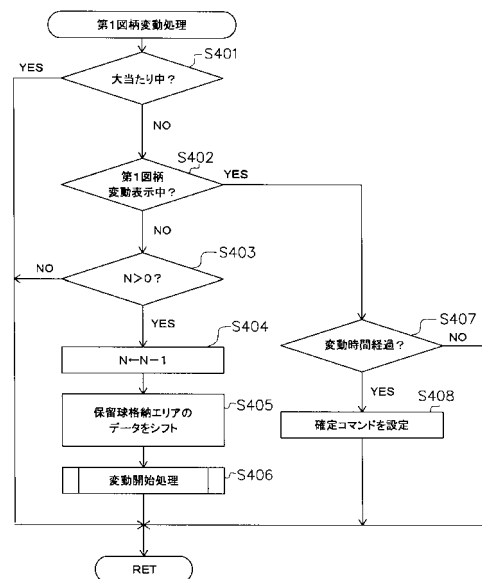 第1図柄変動処理
S401
YES
大当たり中？
NO
S402
第1図柄
変動表示中？
YES
NO
S403
NO
N＞0？
YES
S404
N←N－1
S407
変動時間経過？
NO
YES
S405
保留球格納エリアの
データをシフト
S408
確定コマンドを設定
S406
変動開始処理
RET